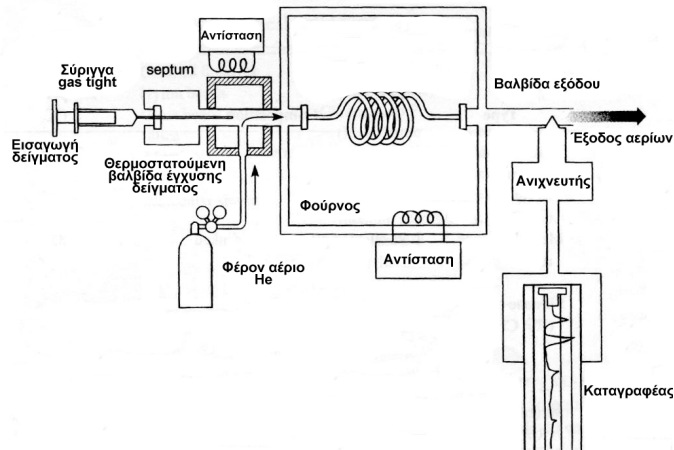 Αντίσταση
Σύριγγα
gas tight
septum
Βαλβίδα εξόδου
Εισαγωγή
δείγματος
Έξοδος αερίων
Θερμοστατούμενη
βαλβίδα έγχυσης
δείγματος
Ανιχνευτής
Φούρνος
Φέρον αέριο
He
Αντίσταση
Καταγραφέας